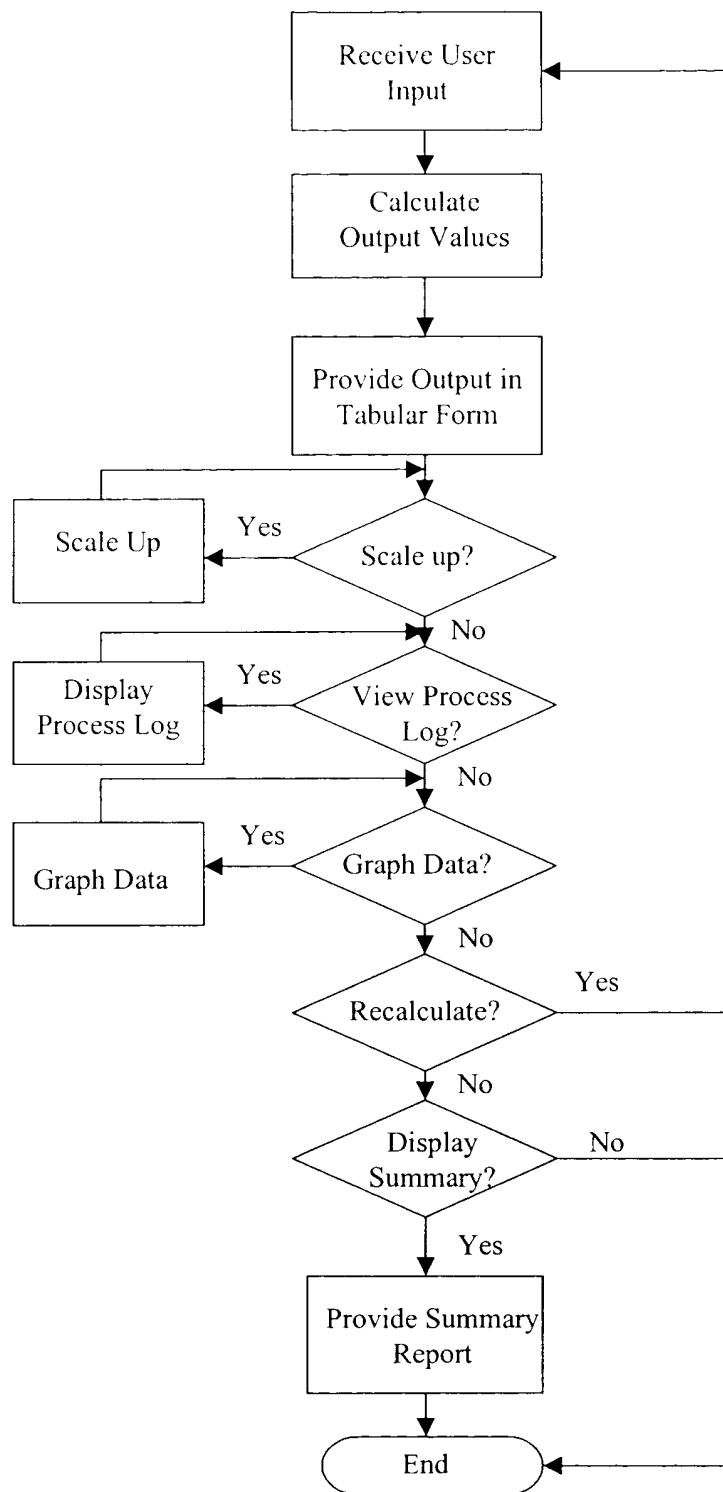 Receive User
Input
Calculate
Output Values
Provide Output in
Tabular Form
Scale Up
Yes
Scale up?
No
Display
Process Log
Yes
View Process
Log?
No
Graph Data
Yes
Graph Data?
No
Recalculate?
Yes
No
Display
Summary?
No
Yes
Provide Summary
Report
End